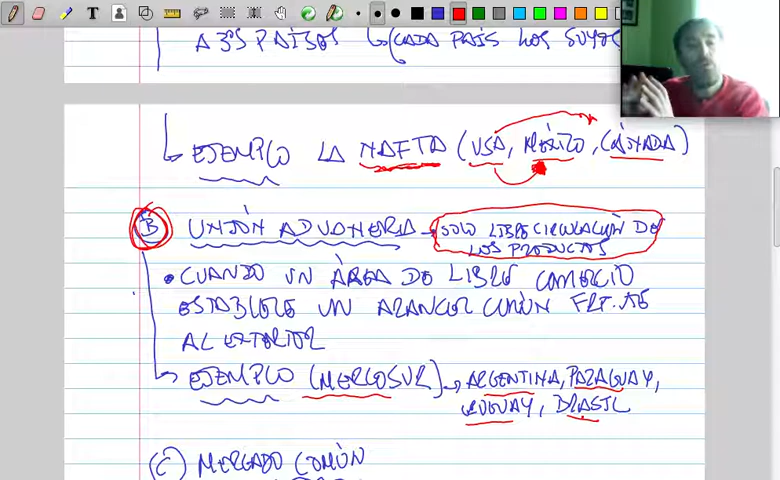 A 3OS PAÍSES ↳(CADA PAÍS LOS SUYOS
↳ EJEMPLO LA NAFTA (USA, MÉXICO, CANADA)
B UNIÓN ADUANERA → SOLO LIBRE CIRCULACIÓN DE
LOS PRODUCTOS
• CUANDO UN ÁREA DE LIBRE COMERCIO
ESTABLECE UN ARANCEL COMÚN FRENTE
AL EXTERIOR
↳ EJEMPLO (MERCOSUR) → ARGENTINA, PARAGUAY,
URUGUAY, BRASIL
(C) MERCADO COMÚN